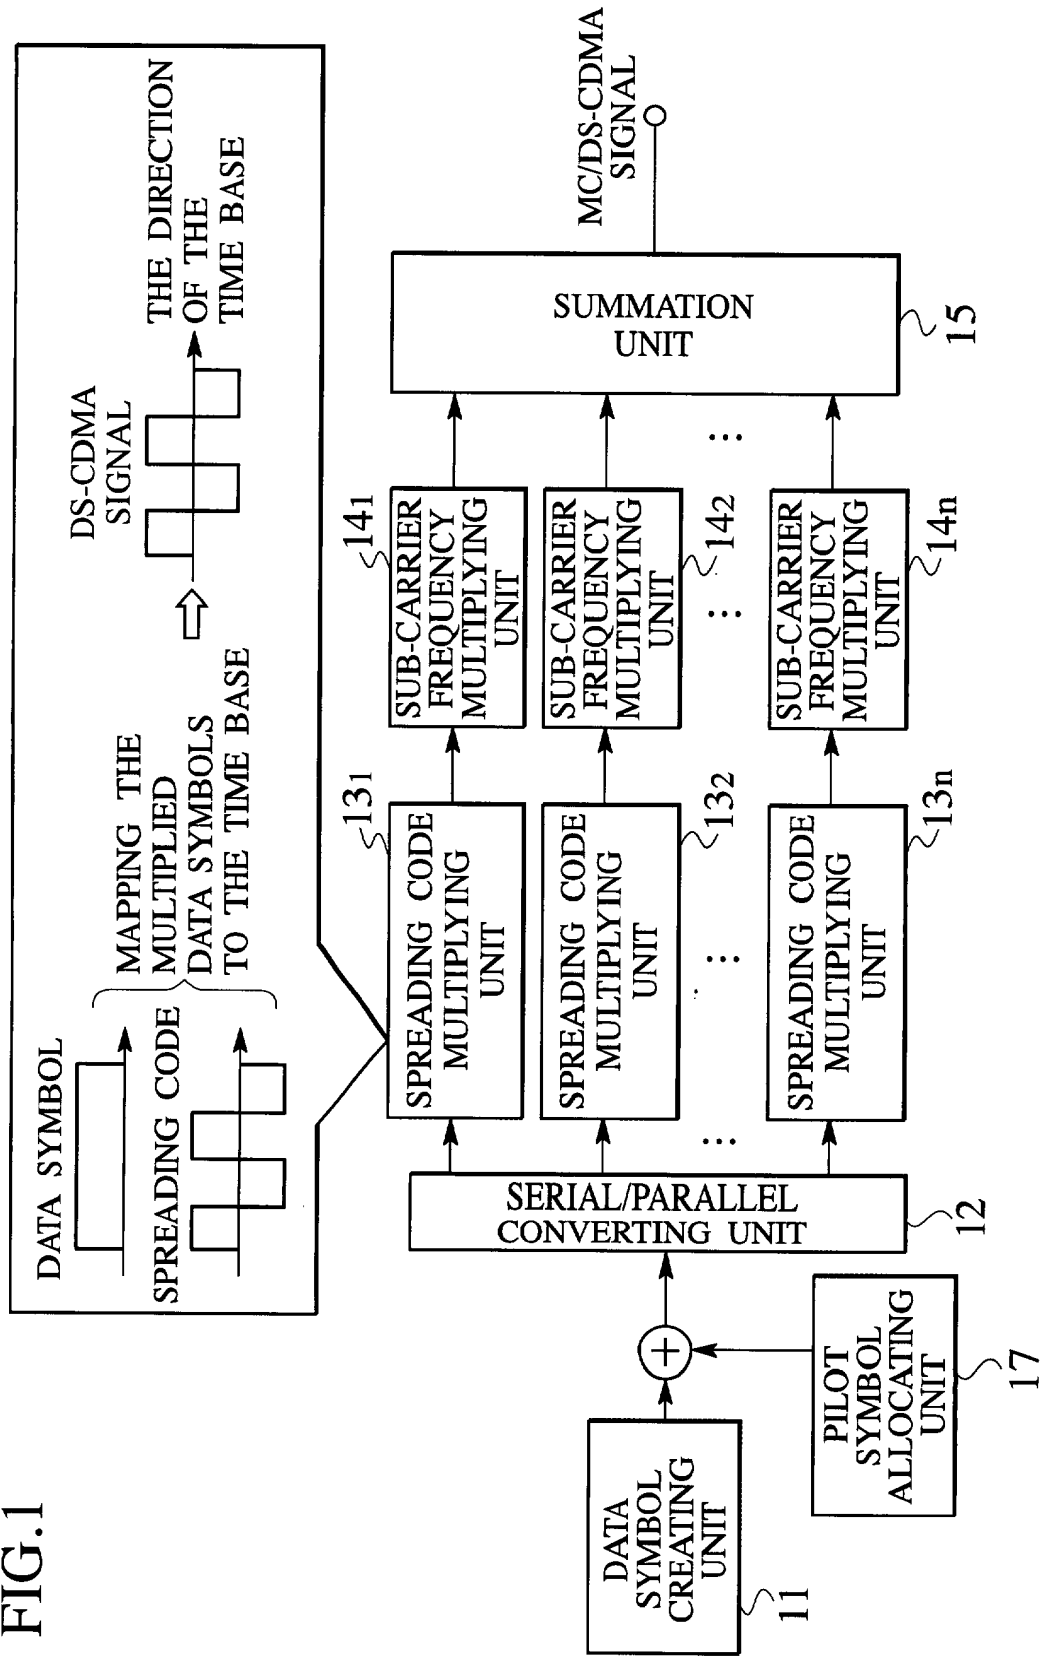 FIG.1
DATA SYMBOL
SPREADING CODE
MAPPING THE
MULTIPLIED
DATA SYMBOLS
TO THE TIME BASE
DS-CDMA
SIGNAL
THE DIRECTION
OF THE
TIME BASE
DATA
SYMBOL
CREATING
UNIT
11
PILOT
SYMBOL
ALLOCATING
UNIT
17
+
SERIAL/PARALLEL
CONVERTING UNIT
12
...
SPREADING CODE
MULTIPLYING
UNIT
131
SPREADING CODE
MULTIPLYING
UNIT
132
...
SPREADING CODE
MULTIPLYING
UNIT
13n
SUB-CARRIER
FREQUENCY
MULTIPLYING
UNIT
141
SUB-CARRIER
FREQUENCY
MULTIPLYING
UNIT
142
...
SUB-CARRIER
FREQUENCY
MULTIPLYING
UNIT
14n
...
SUMMATION
UNIT
15
MC/DS-CDMA
SIGNAL